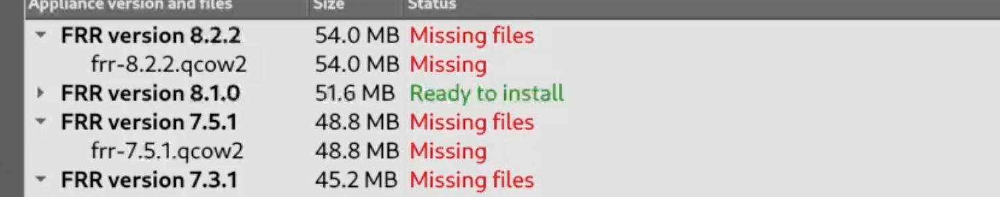 Appliance version and files Size Status
FRR version 8.2.2 54.0 MB Missing files
frr-8.2.2.qcow2 54.0 MB Missing
FRR version 8.1.0 51.6 MB Ready to install
FRR version 7.5.1 48.8 MB Missing files
frr-7.5.1.qcow2 48.8 MB Missing
FRR version 7.3.1 45.2 MB Missing files